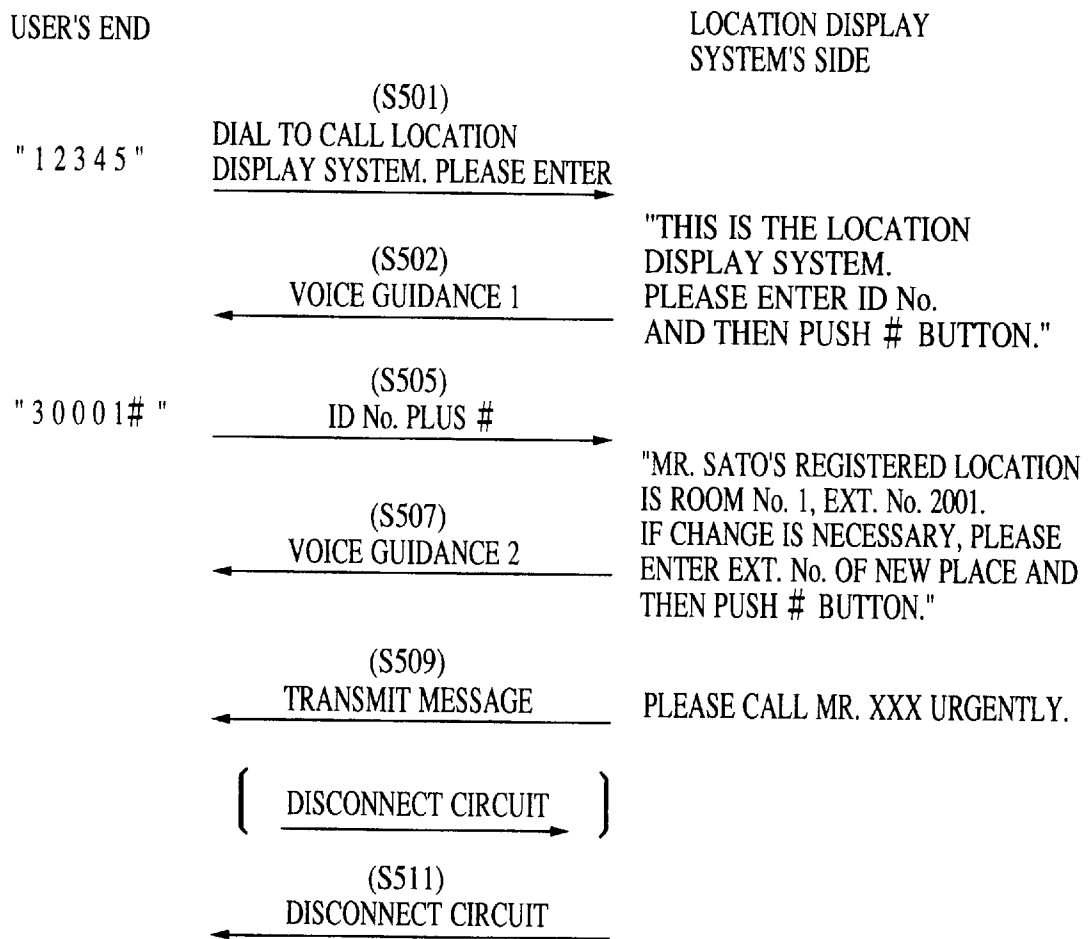 USER'S END
LOCATION DISPLAY
SYSTEM'S SIDE
(S501)
"12345"
DIAL TO CALL LOCATION
DISPLAY SYSTEM. PLEASE ENTER
"THIS IS THE LOCATION
DISPLAY SYSTEM.
PLEASE ENTER ID No.
AND THEN PUSH # BUTTON."
(S502)
VOICE GUIDANCE 1
(S505)
"30001# "
ID No. PLUS #
"MR. SATO'S REGISTERED LOCATION
IS ROOM No. 1, EXT. No. 2001.
IF CHANGE IS NECESSARY, PLEASE
ENTER EXT. No. OF NEW PLACE AND
THEN PUSH # BUTTON."
(S507)
VOICE GUIDANCE 2
(S509)
TRANSMIT MESSAGE
PLEASE CALL MR. XXX URGENTLY.
( DISCONNECT CIRCUIT )
(S511)
DISCONNECT CIRCUIT